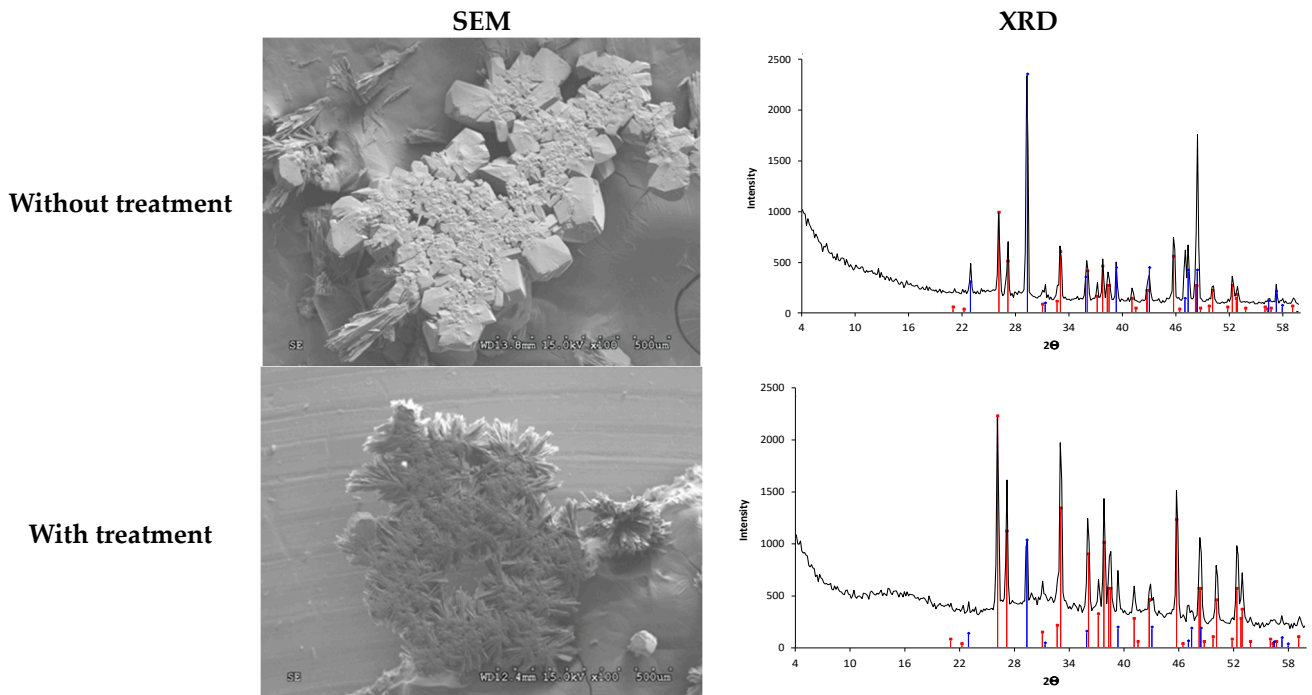 SEM
XRD
Without treatment
SE WD13.8mm 15.0kV x100 500um
Intensity
2500
2000
1500
1000
500
0
4 10 16 22 28 34 40 46 52 58
2Θ
With treatment
SE WD12.4mm 15.0kV x100 500um
Intensity
2500
2000
1500
1000
500
0
4 10 16 22 28 34 40 46 52 58
2Θ